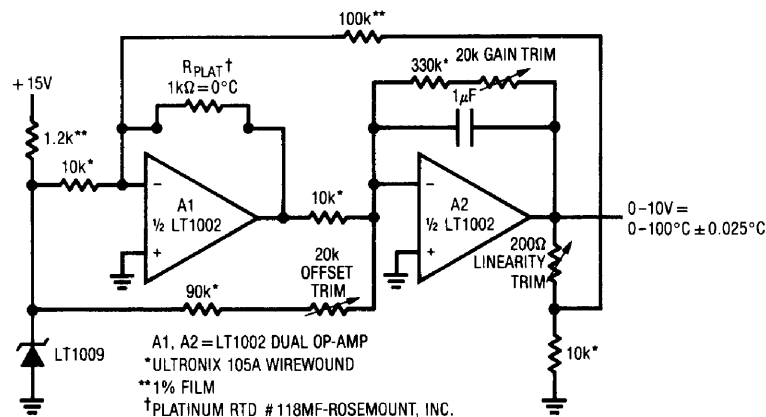 100k**
R_PLAT†
1kΩ=0°C
330k*
20k GAIN TRIM
1μF
+15V
1.2k**
10k*
−
A1
½ LT1002
+
10k*
−
A2
½ LT1002
+
0–10V=
0–100°C±0.025°C
20k
OFFSET
TRIM
200Ω
LINEARITY
TRIM
90k*
10k*
LT1009
A1, A2=LT1002 DUAL OP-AMP
*ULTRONIX 105A WIREWOUND
**1% FILM
†PLATINUM RTD #118MF-ROSEMOUNT, INC.